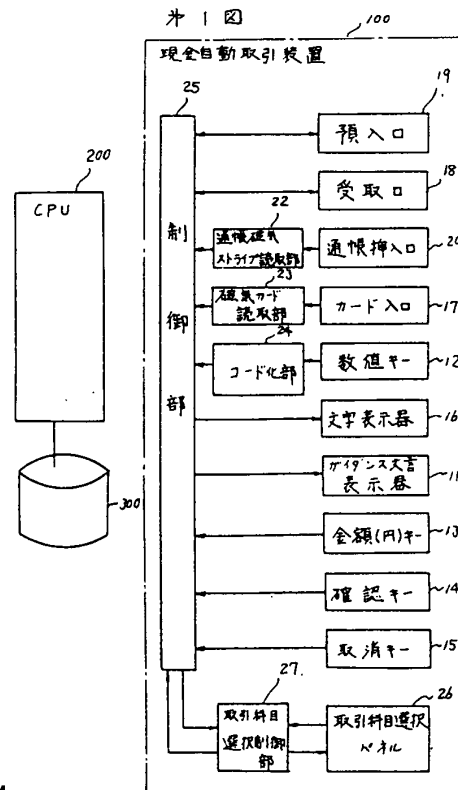 第1図
100
現金自動取引装置
25
19
預入口
200
CPU
18
受取口
22
通帳磁気
ストライプ読取部
20
通帳挿入口
制御部
23
磁気カード
読取部
17
カード入口
24
コード化部
12
数値キー
16
文字表示器
300
11
ガイダンス文言
表示器
13
金額(円)キー
14
確認キー
15
取消キー
27.
取引科目
選択制御
部
26
取引科目選択
パネル